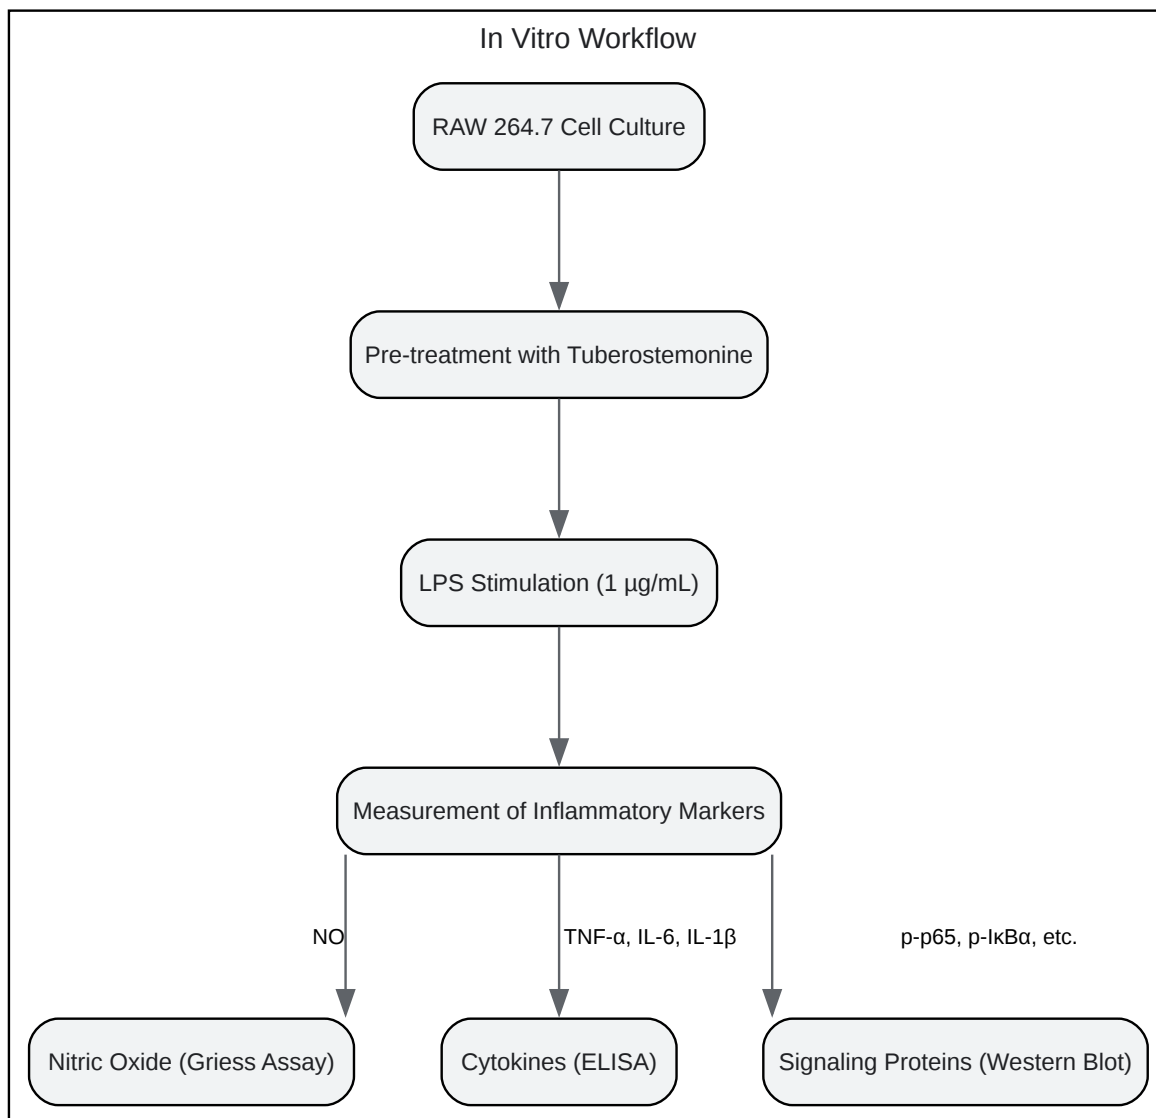 In Vitro Workflow
RAW 264.7 Cell Culture
Pre-treatment with Tuberostemonine
LPS Stimulation (1 µg/mL)
Measurement of Inflammatory Markers
NO
TNF-α, IL-6, IL-1β
p-p65, p-IκBα, etc.
Nitric Oxide (Griess Assay)
Cytokines (ELISA)
Signaling Proteins (Western Blot)